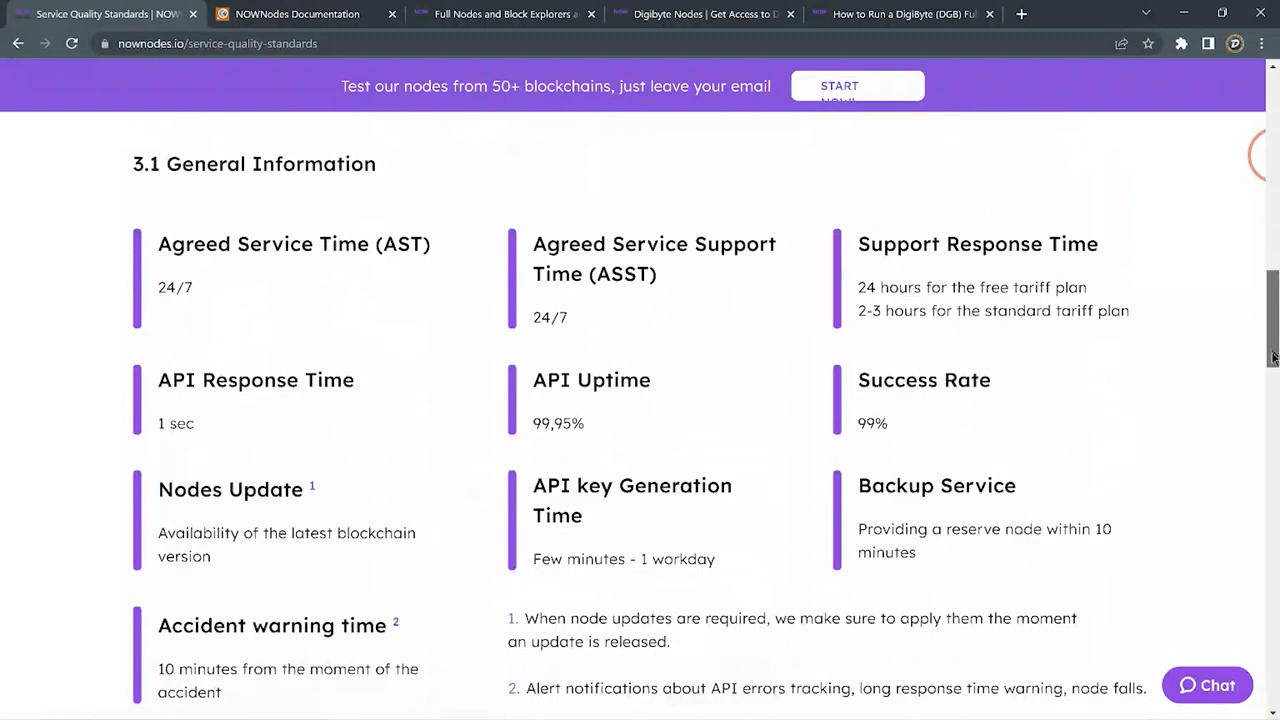 Service Quality Standards | NOW
NOWNodes Documentation
Full Nodes and Block Explorers a
Digibyte Nodes | Get Access to D
How to Run a DigiByte (DGB) Ful
nownodes.io/service-quality-standards
Test our nodes from 50+ blockchains, just leave your email
START
NOW!
3.1 General Information
Agreed Service Time (AST)
24/7
Agreed Service Support
Time (ASST)
24/7
Support Response Time
24 hours for the free tariff plan
2-3 hours for the standard tariff plan
API Response Time
1 sec
API Uptime
99,95%
Success Rate
99%
Nodes Update 1
Availability of the latest blockchain
version
API key Generation
Time
Few minutes - 1 workday
Backup Service
Providing a reserve node within 10
minutes
Accident warning time 2
10 minutes from the moment of the
accident
1. When node updates are required, we make sure to apply them the moment
an update is released.
2. Alert notifications about API errors tracking, long response time warning, node falls.
Chat